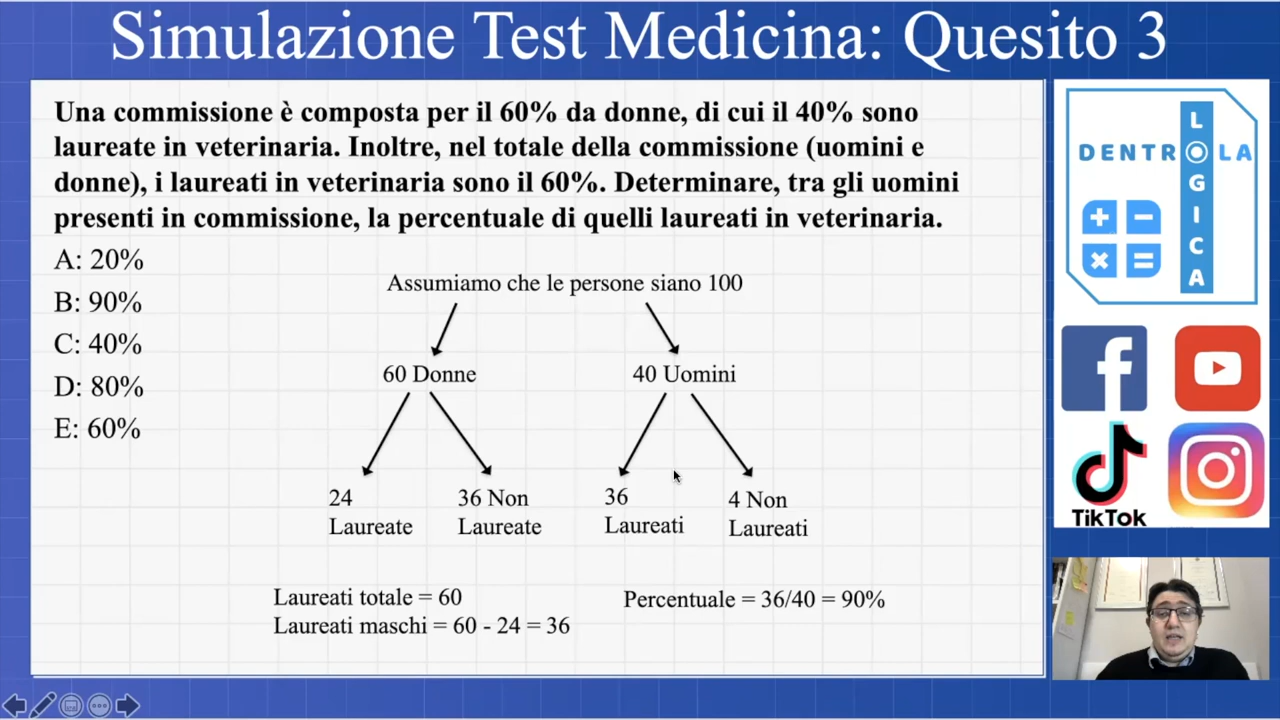 Simulazione Test Medicina: Quesito 3
Una commissione è composta per il 60% da donne, di cui il 40% sono
laureate in veterinaria. Inoltre, nel totale della commissione (uomini e
donne), i laureati in veterinaria sono il 60%. Determinare, tra gli uomini
presenti in commissione, la percentuale di quelli laureati in veterinaria.
A: 20%
B: 90%
C: 40%
D: 80%
E: 60%
Assumiamo che le persone siano 100
60 Donne
40 Uomini
24
Laureate
36 Non
Laureate
36
Laureati
4 Non
Laureati
Laureati totale = 60
Laureati maschi = 60 - 24 = 36
Percentuale = 36/40 = 90%
DENTRO LA
LOGICA
TikTok